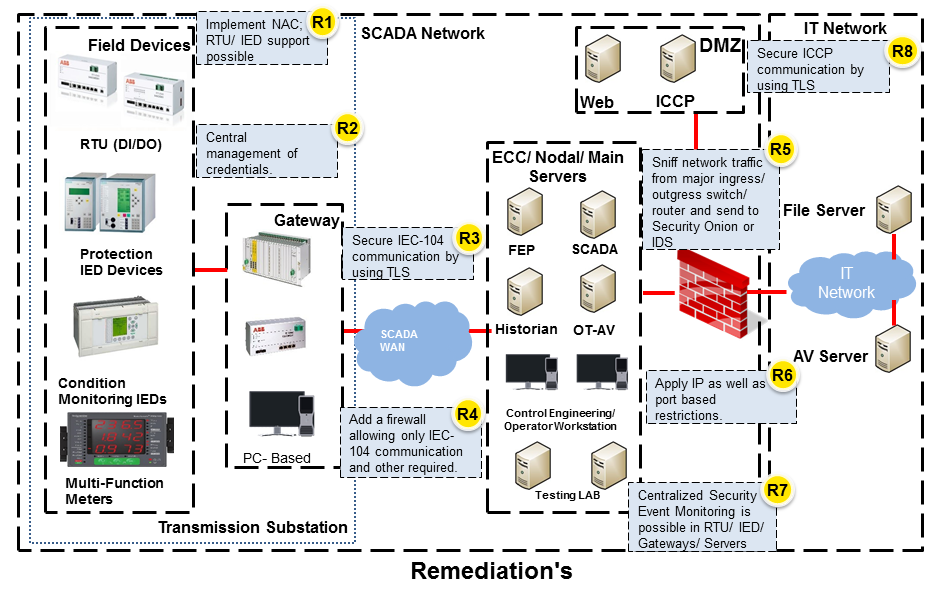 Field Devices
Implement NAC;
RTU/ IED support
possible
R1
SCADA Network
DMZ
Web
ICCP
IT Network
Secure ICCP
communication by
using TLS
R8
ABB
ABB
RTU (DI/DO)
Central
management of
credentials.
R2
Protection
IED Devices
Gateway
Secure IEC-104
communication by
using TLS
R3
ECC/ Nodal/ Main
Servers
FEP
SCADA
Historian
OT-AV
Sniff network traffic
from major ingress/
outgress switch/
router and send to
Security Onion or
IDS
R5
File Server
IT
Network
AV Server
ABB
SCADA
WAN
Condition
Monitoring IEDs
2365
1842
0973
Multi-Function
Meters
PC- Based
Add a firewall
allowing only IEC-
104 communication
and other required.
R4
Control Engineering/
Operator Workstation
Testing LAB
Apply IP as well as
port based
restrictions.
R6
Centralized Security
Event Monitoring is
possible in RTU/ IED/
Gateways/ Servers
R7
Transmission Substation
Remediation's